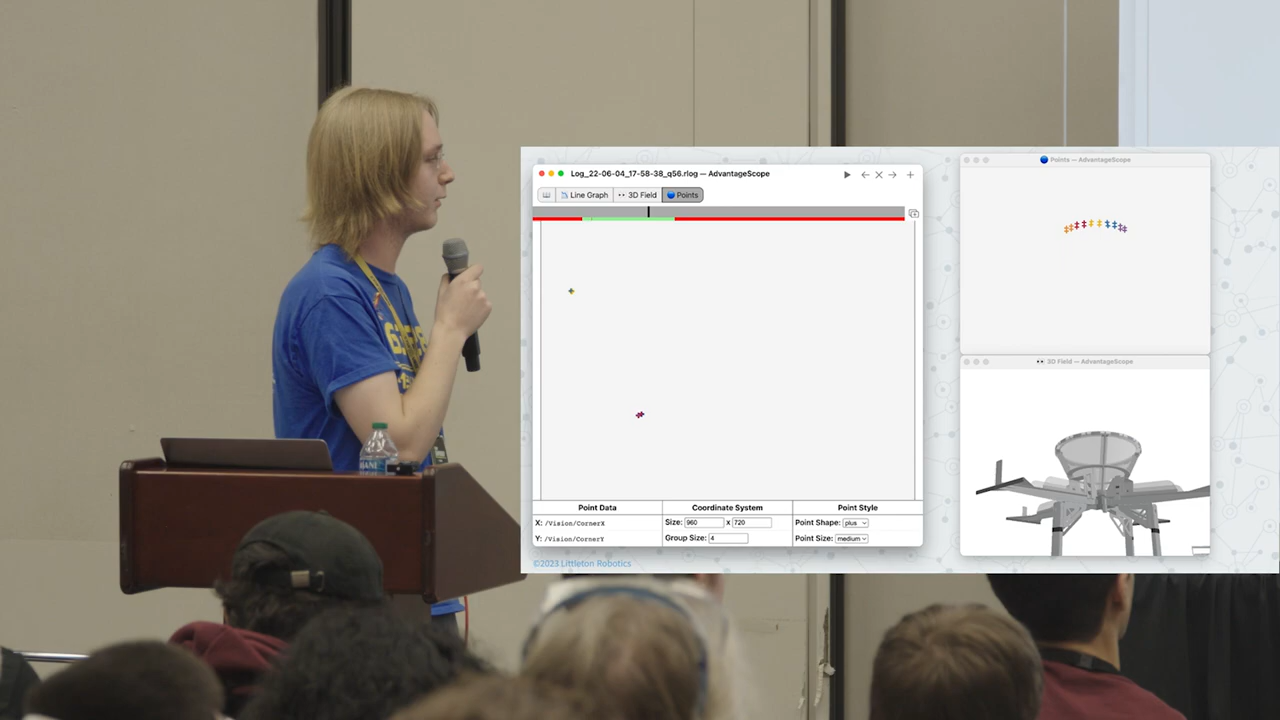 Log_22-06-04_17-58-38_q56.rlog — AdvantageScope
Line Graph
3D Field
Points
Point Data
Coordinate System
Point Style
X: /Vision/CornerX
Size: 960 x 720
Point Shape: plus
Y: /Vision/CornerY
Group Size: 4
Point Size: medium
Points — AdvantageScope
3D Field — AdvantageScope
©2023 Littleton Robotics